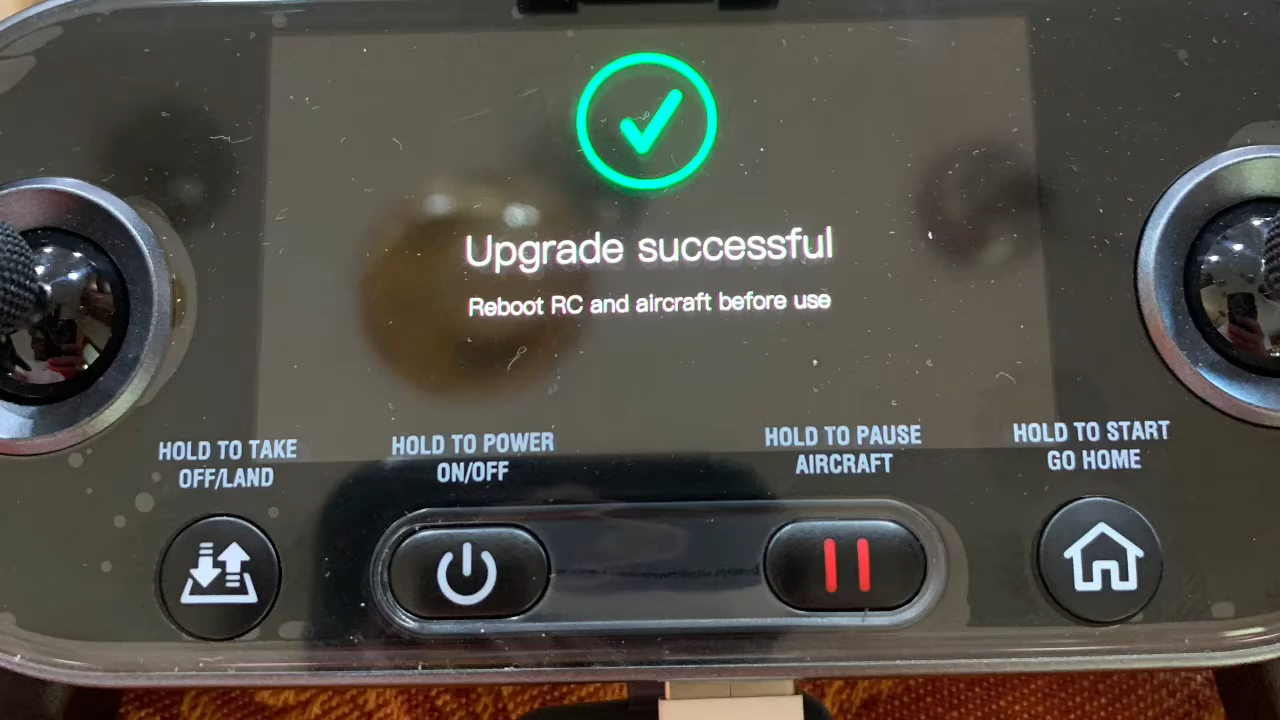 Upgrade successful
Reboot RC and aircraft before use
HOLD TO TAKE
OFF/LAND
HOLD TO POWER
ON/OFF
HOLD TO PAUSE
AIRCRAFT
HOLD TO START
GO HOME